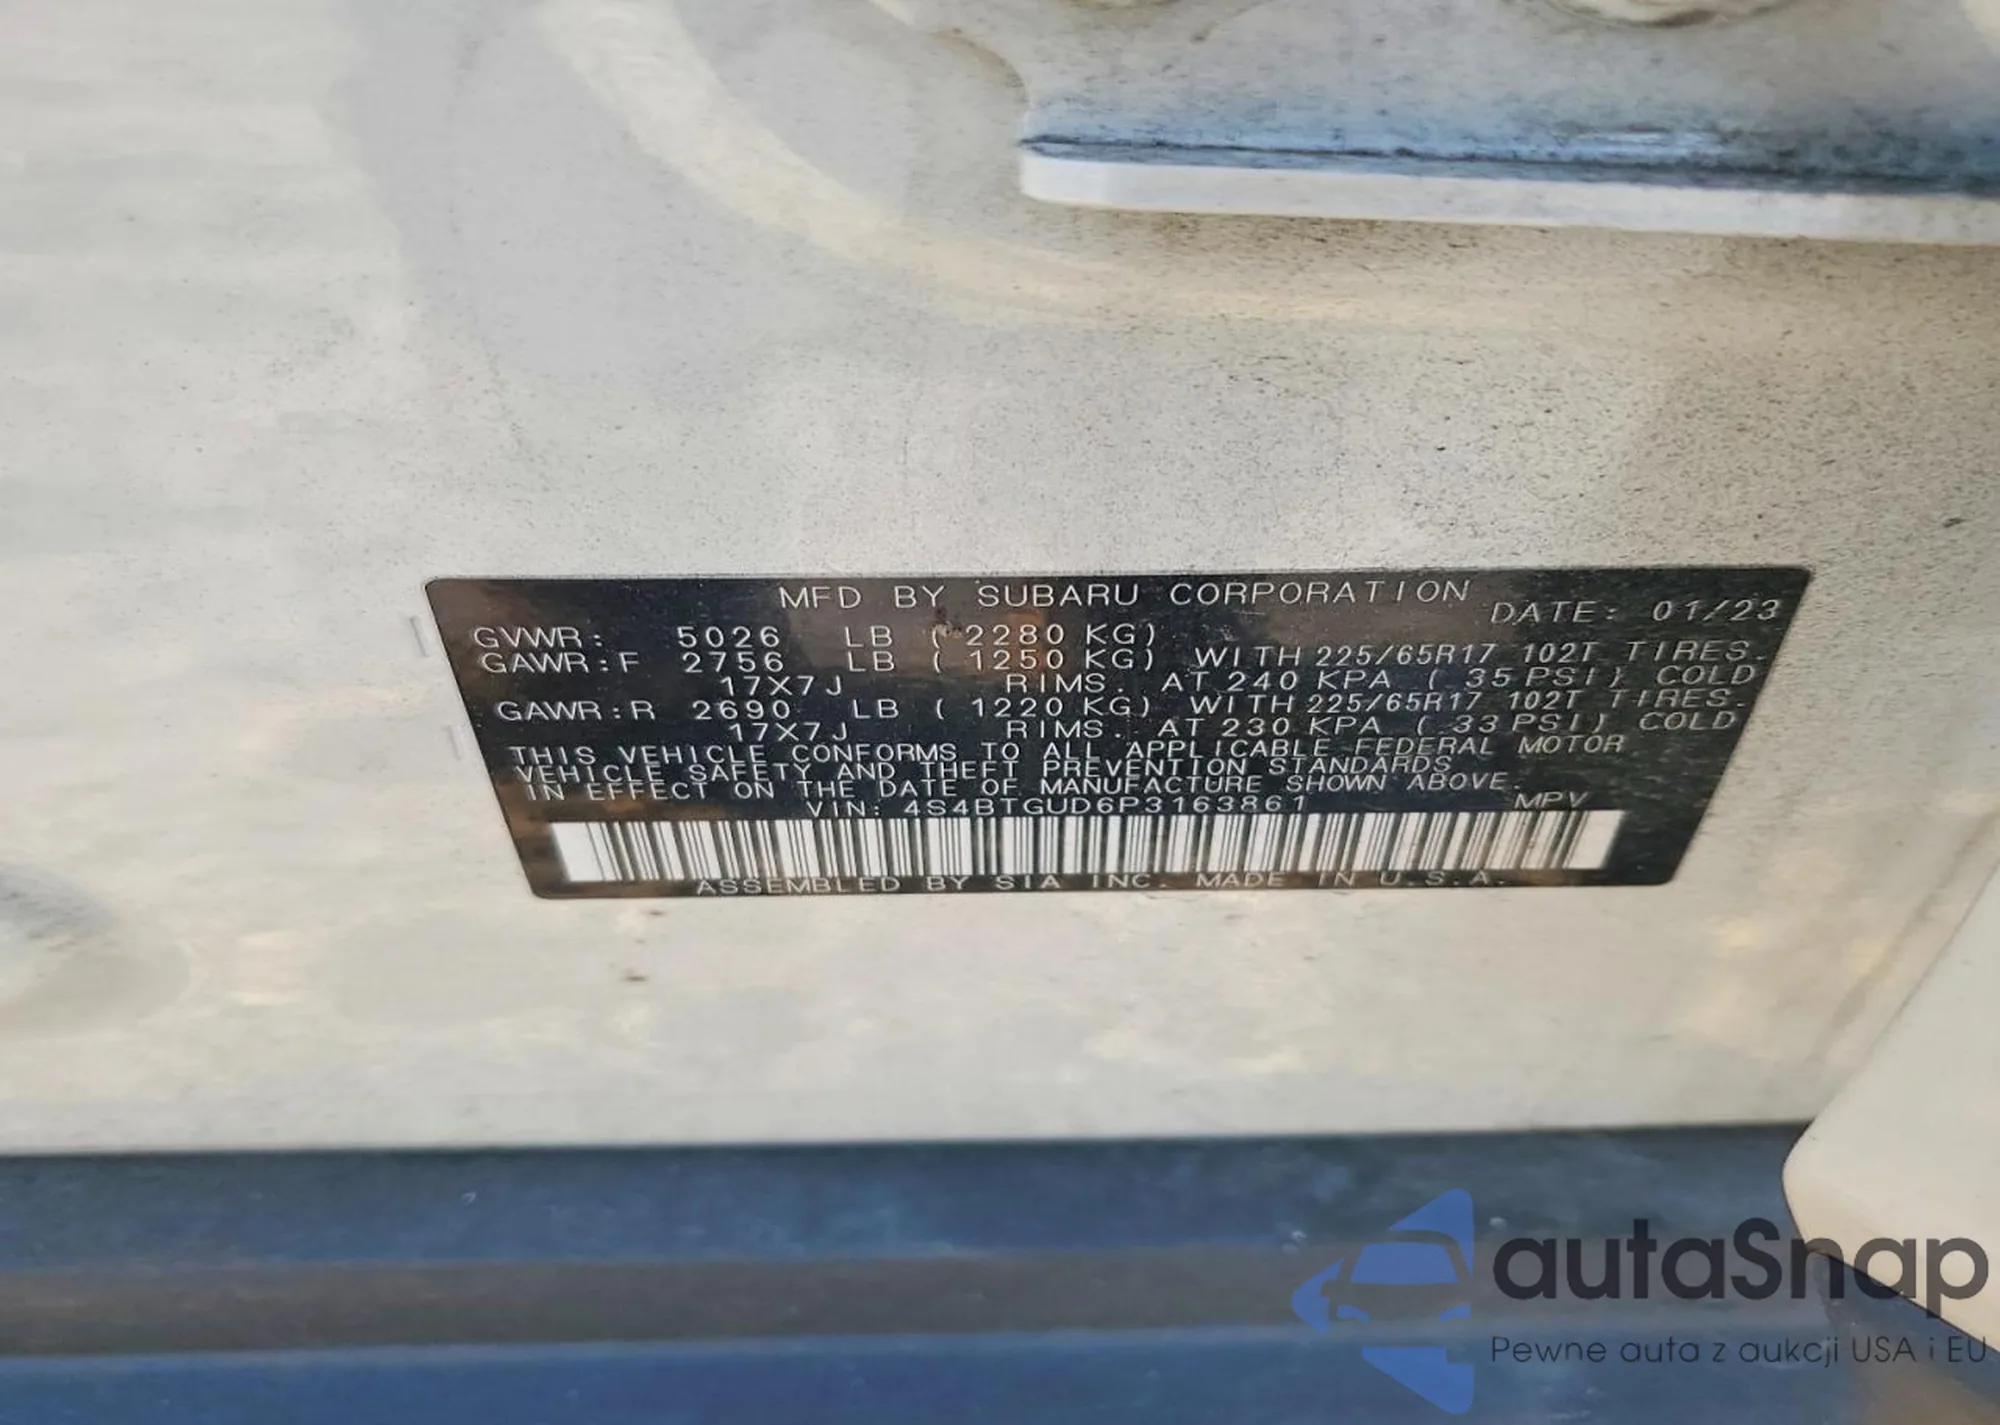 MFD BY SUBARU CORPORATION
DATE: 01/23
GVWR: 5026 LB ( 2280 KG)
GAWR:F 2756 LB ( 1250 KG) WITH 225/65R17 102T TIRES.
17X7J RIMS. AT 240 KPA ( 35 PSI) COLD
GAWR:R 2690 LB ( 1220 KG) WITH 225/65R17 102T TIRES.
17X7J RIMS. AT 230 KPA ( 33 PSI) COLD
THIS VEHICLE CONFORMS TO ALL APPLICABLE FEDERAL MOTOR
VEHICLE SAFETY AND THEFT PREVENTION STANDARDS
IN EFFECT ON THE DATE OF MANUFACTURE SHOWN ABOVE.
VIN: 4S4BTGUD6P3163861 MPV
ASSEMBLED BY SIA INC. MADE IN U.S.A.
autaSnap
Pewne auta z aukcji USA i EU